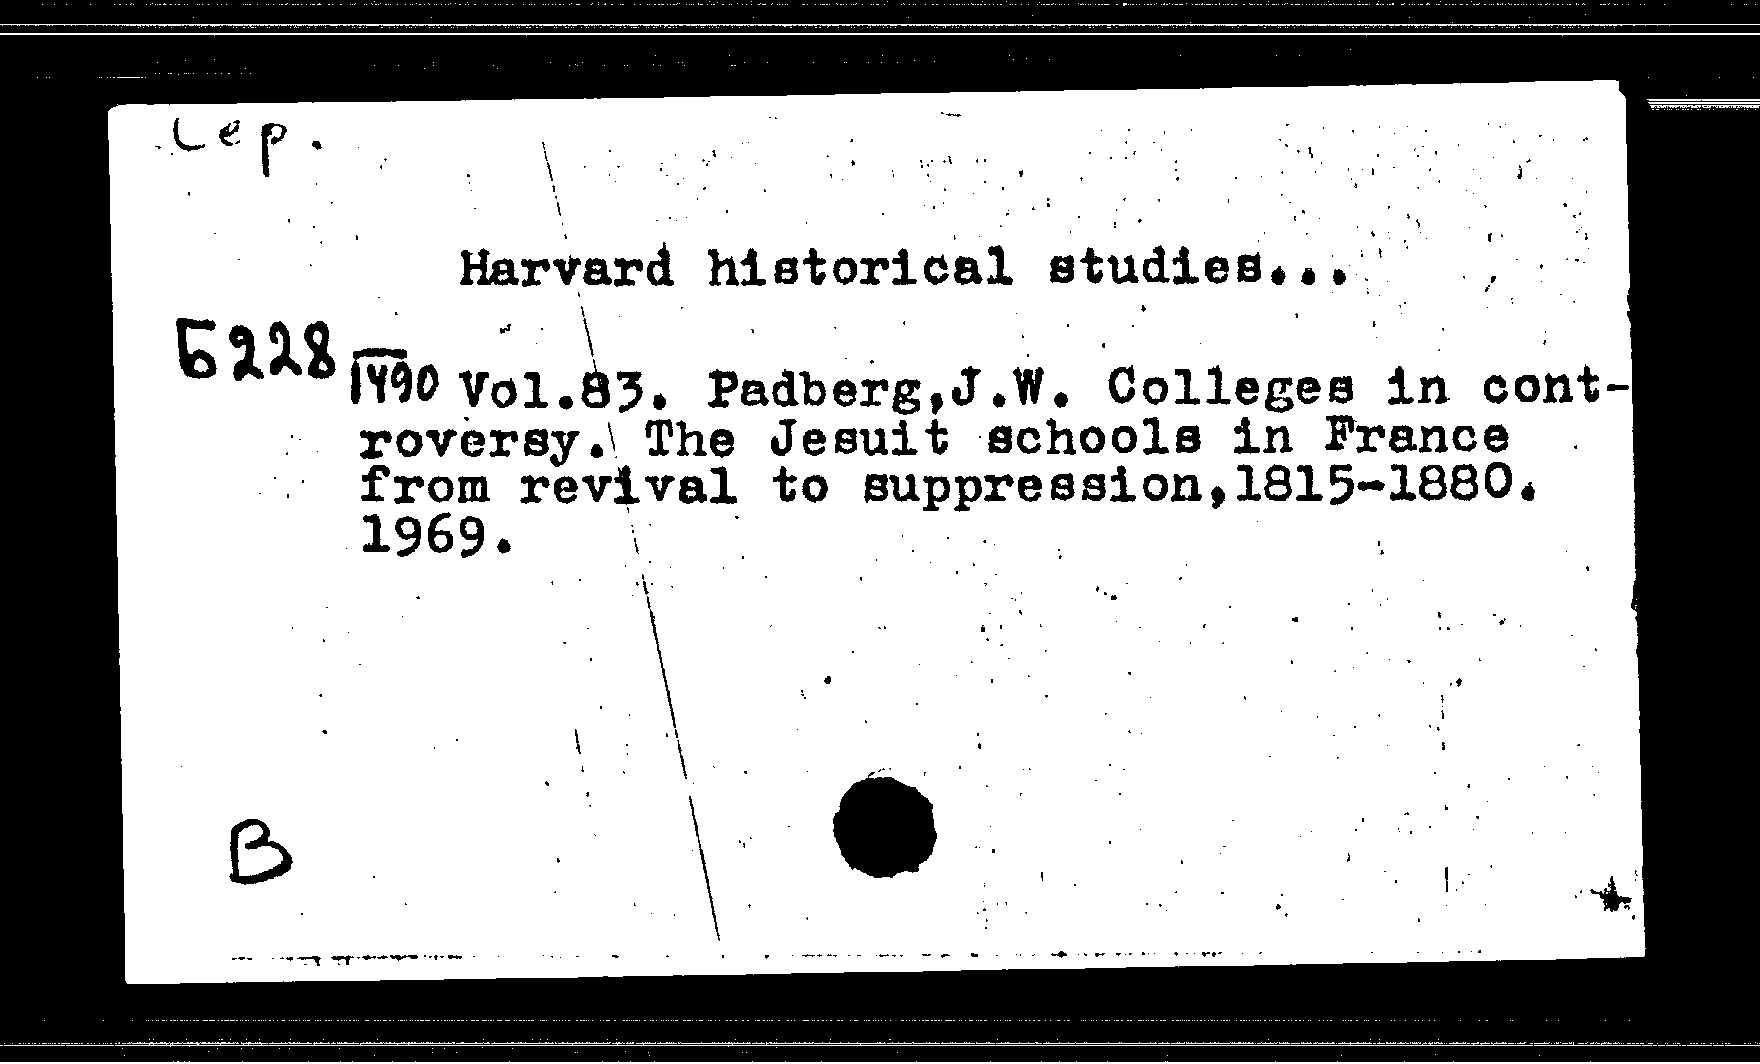 Сер.
Harvard historical studies...
Б228
1490 Vol.83. Padberg,J.W. Colleges in cont-
roversy. The Jesuit schools in France
from revival to suppression,1815-1880.
1969.
В